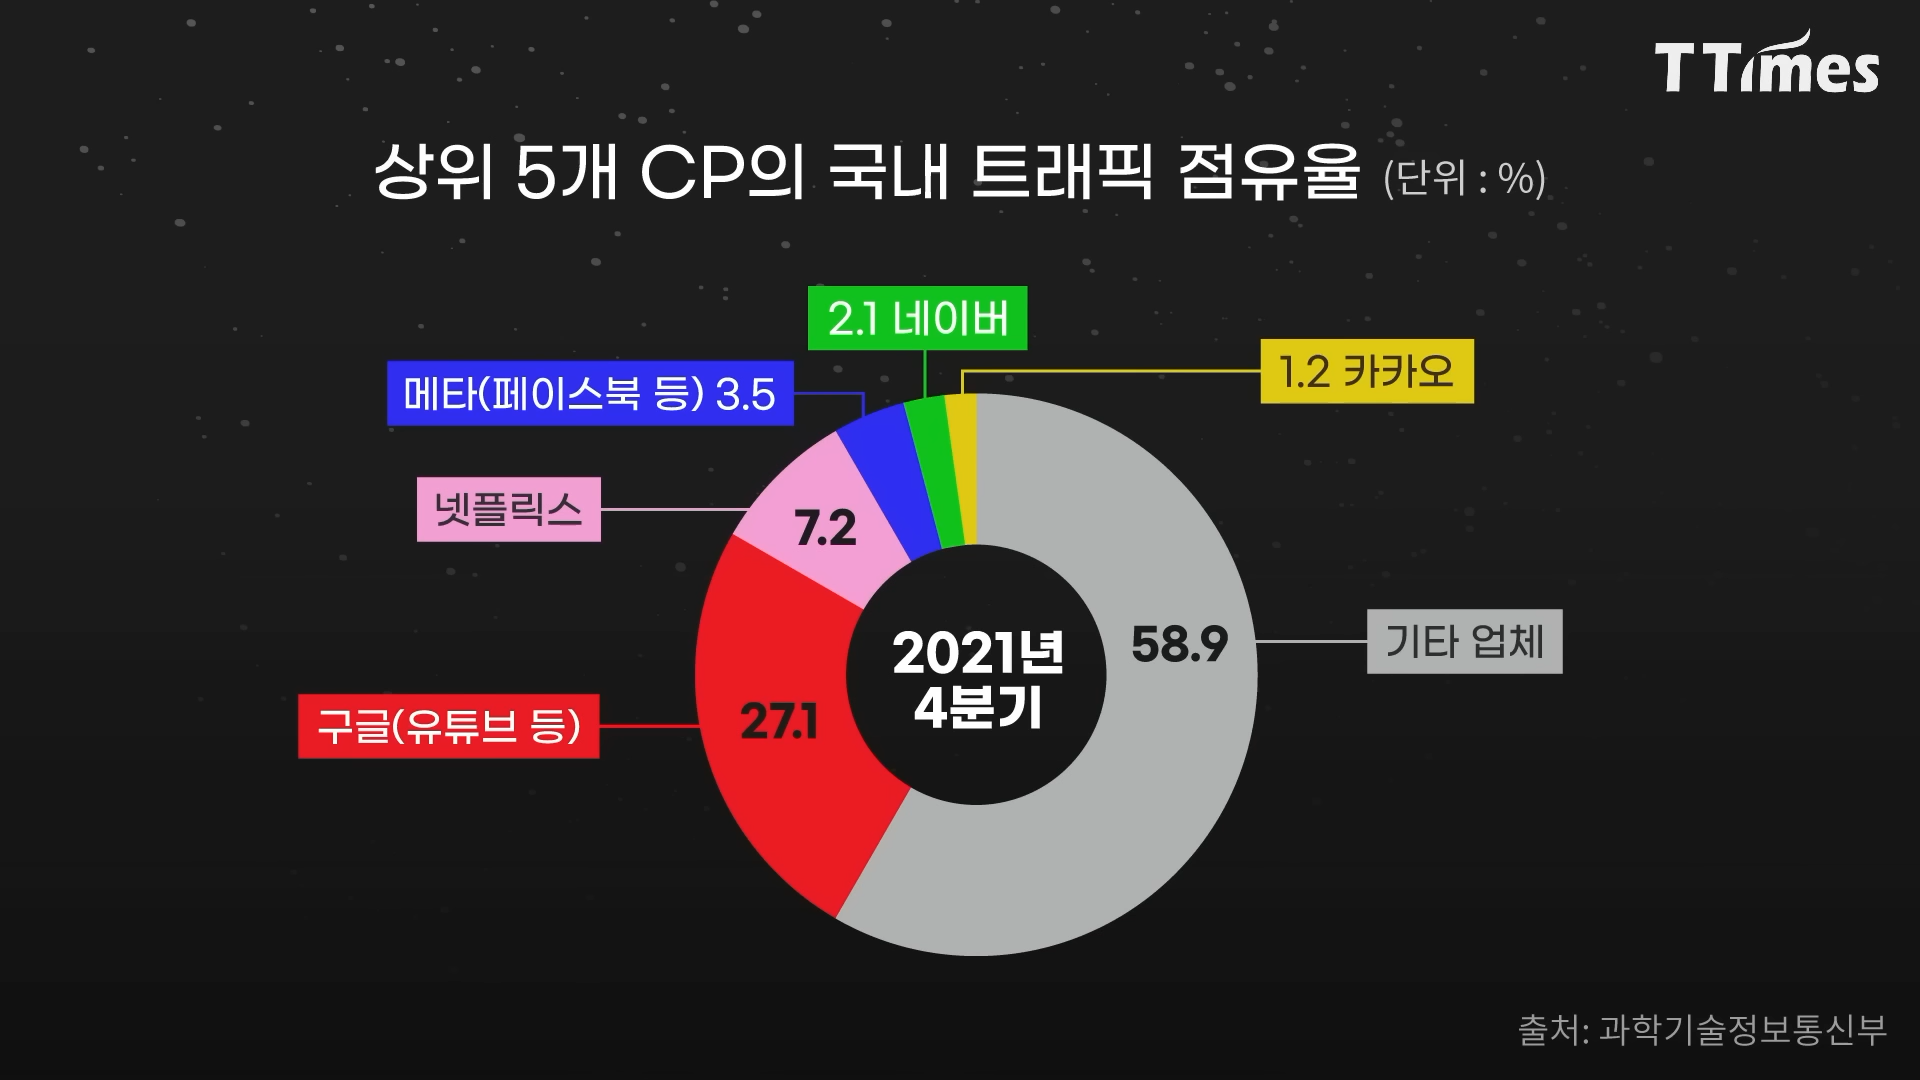 TTimes
상위 5개 CP의 국내 트래픽 점유율 (단위 : %)
2.1 네이버
1.2 카카오
메타(페이스북 등) 3.5
넷플릭스
7.2
58.9
기타 업체
2021년
4분기
구글(유튜브 등)
27.1
출처: 과학기술정보통신부